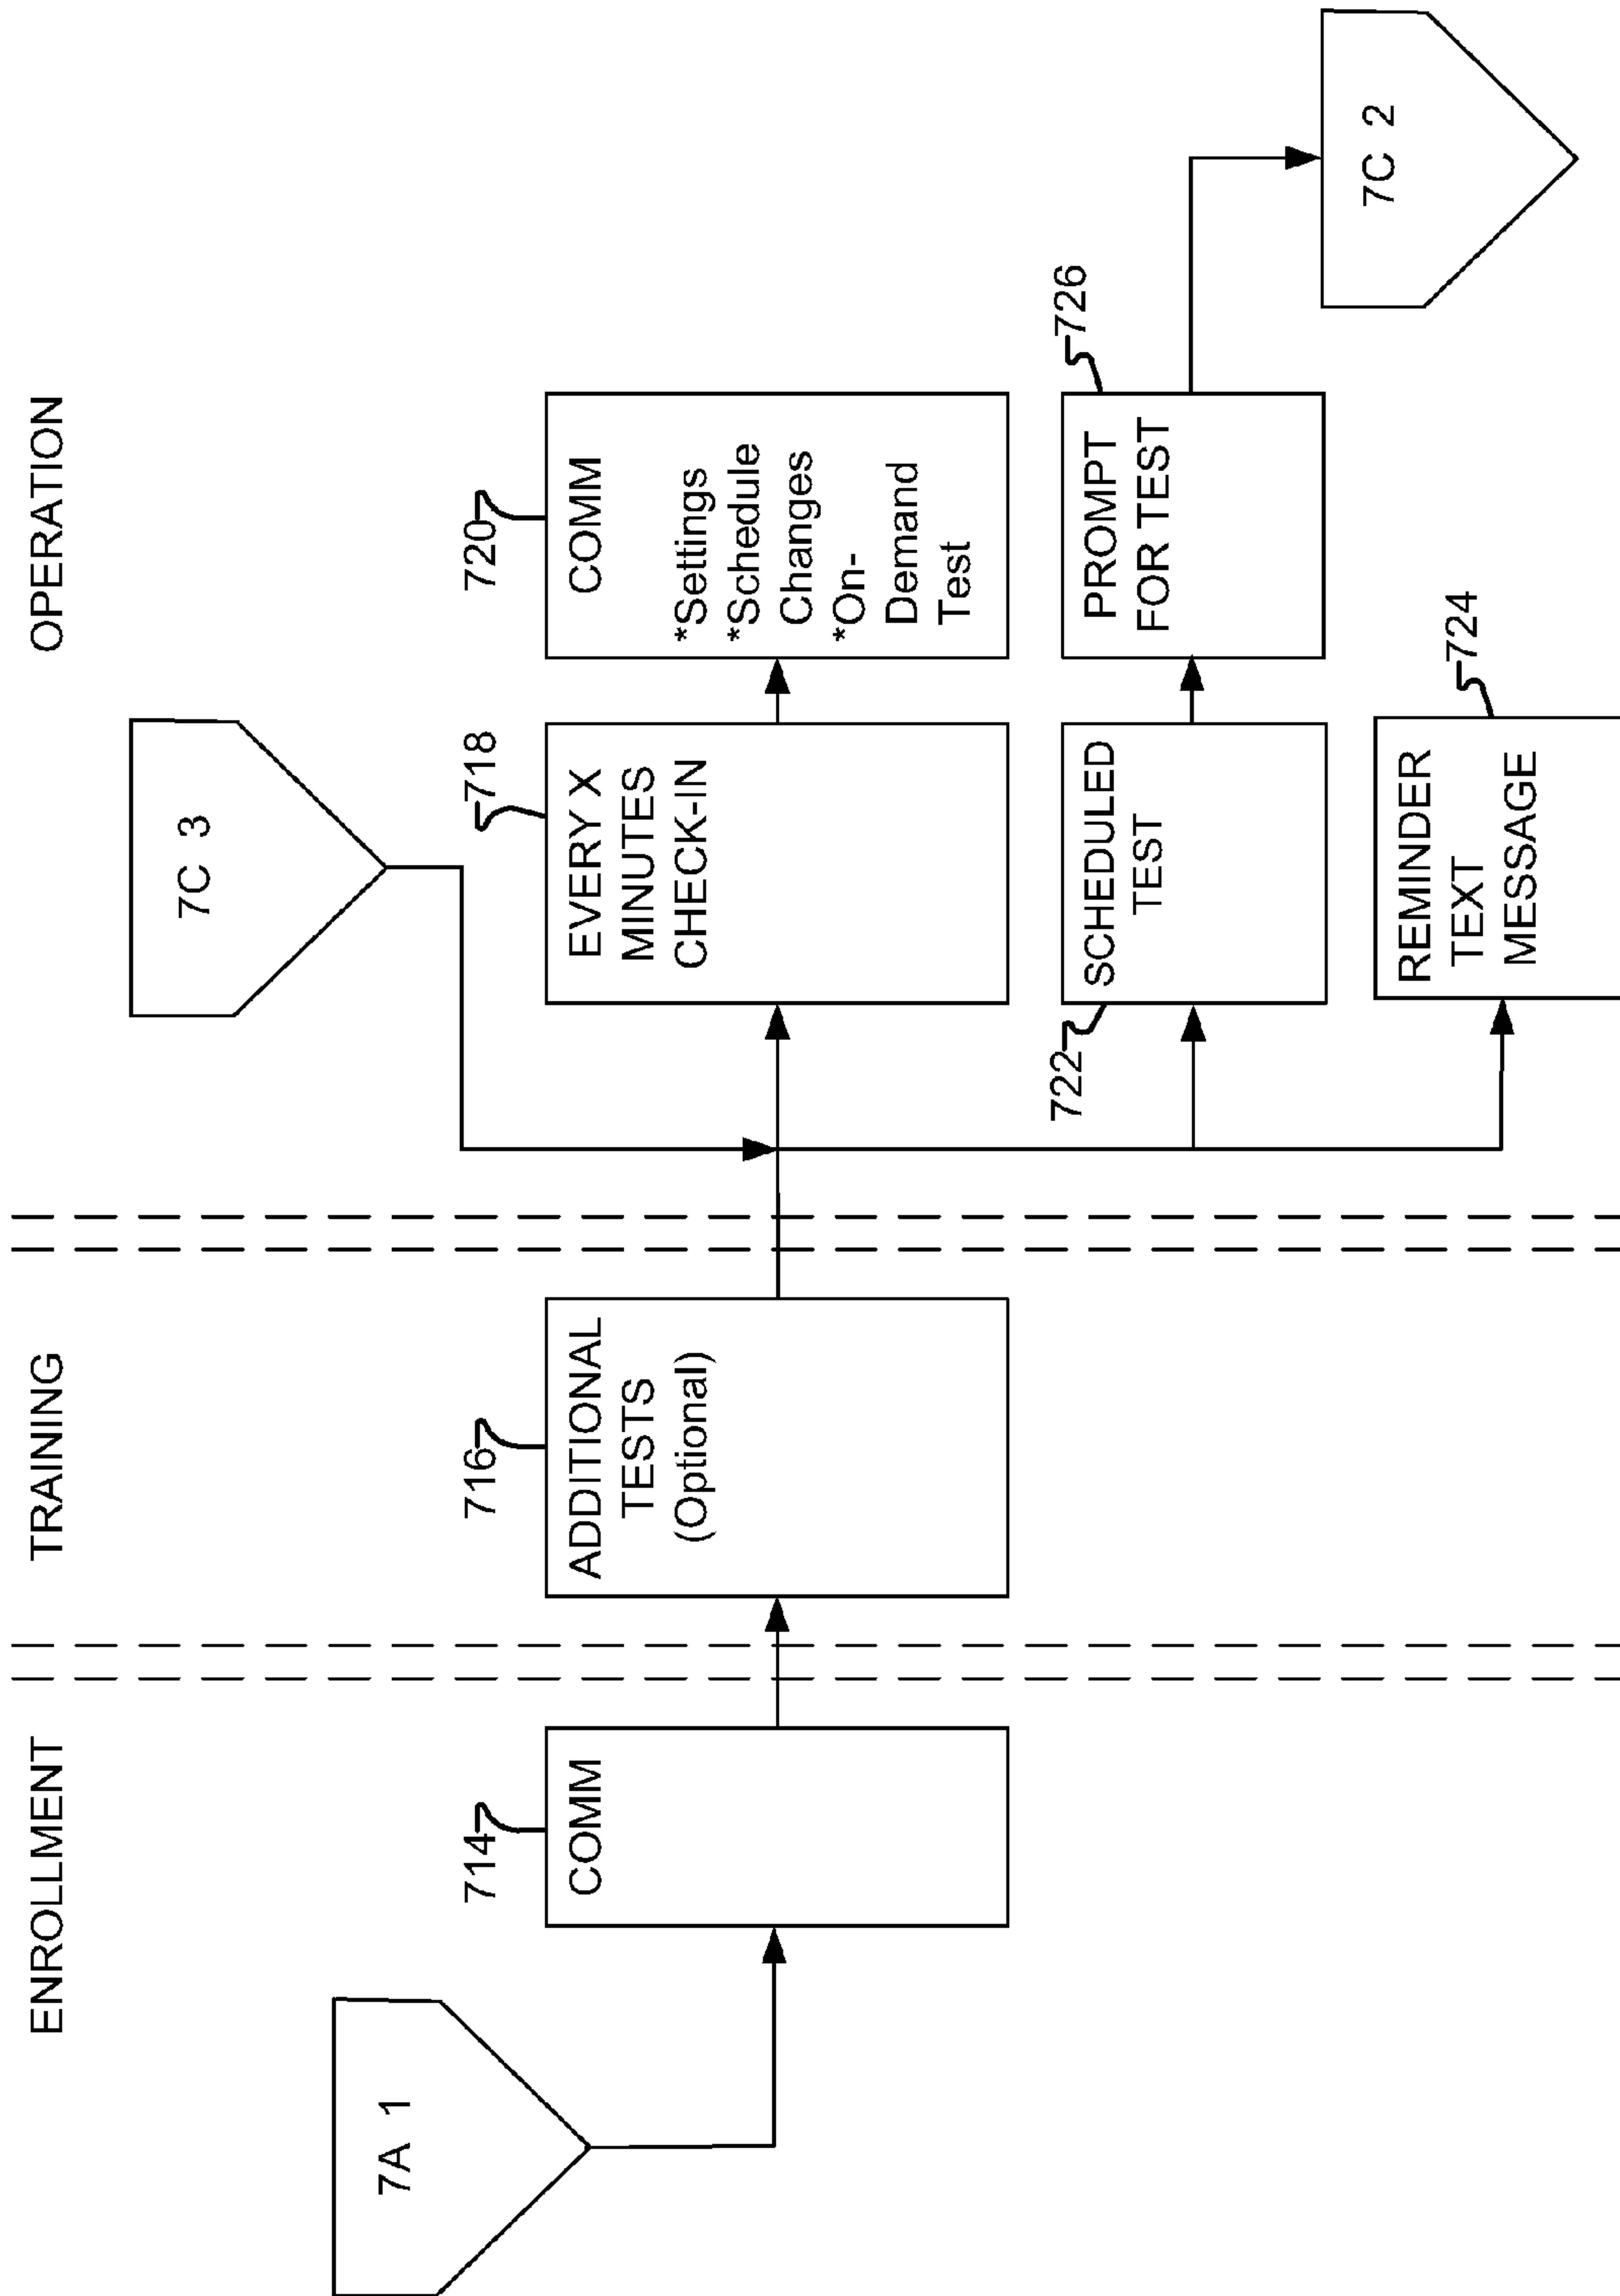 ENROLLMENT
TRAINING
OPERATION
7A 1
714
COMM
716
ADDITIONAL
TESTS
(Optional)
7C 3
718
EVERY X
MINUTES
CHECK-IN
720
COMM
*Settings
*Schedule
Changes
*On-
Demand
Test
722
SCHEDULED
TEST
726
PROMPT
FOR TEST
724
REMINDER
TEXT
MESSAGE
7C 2